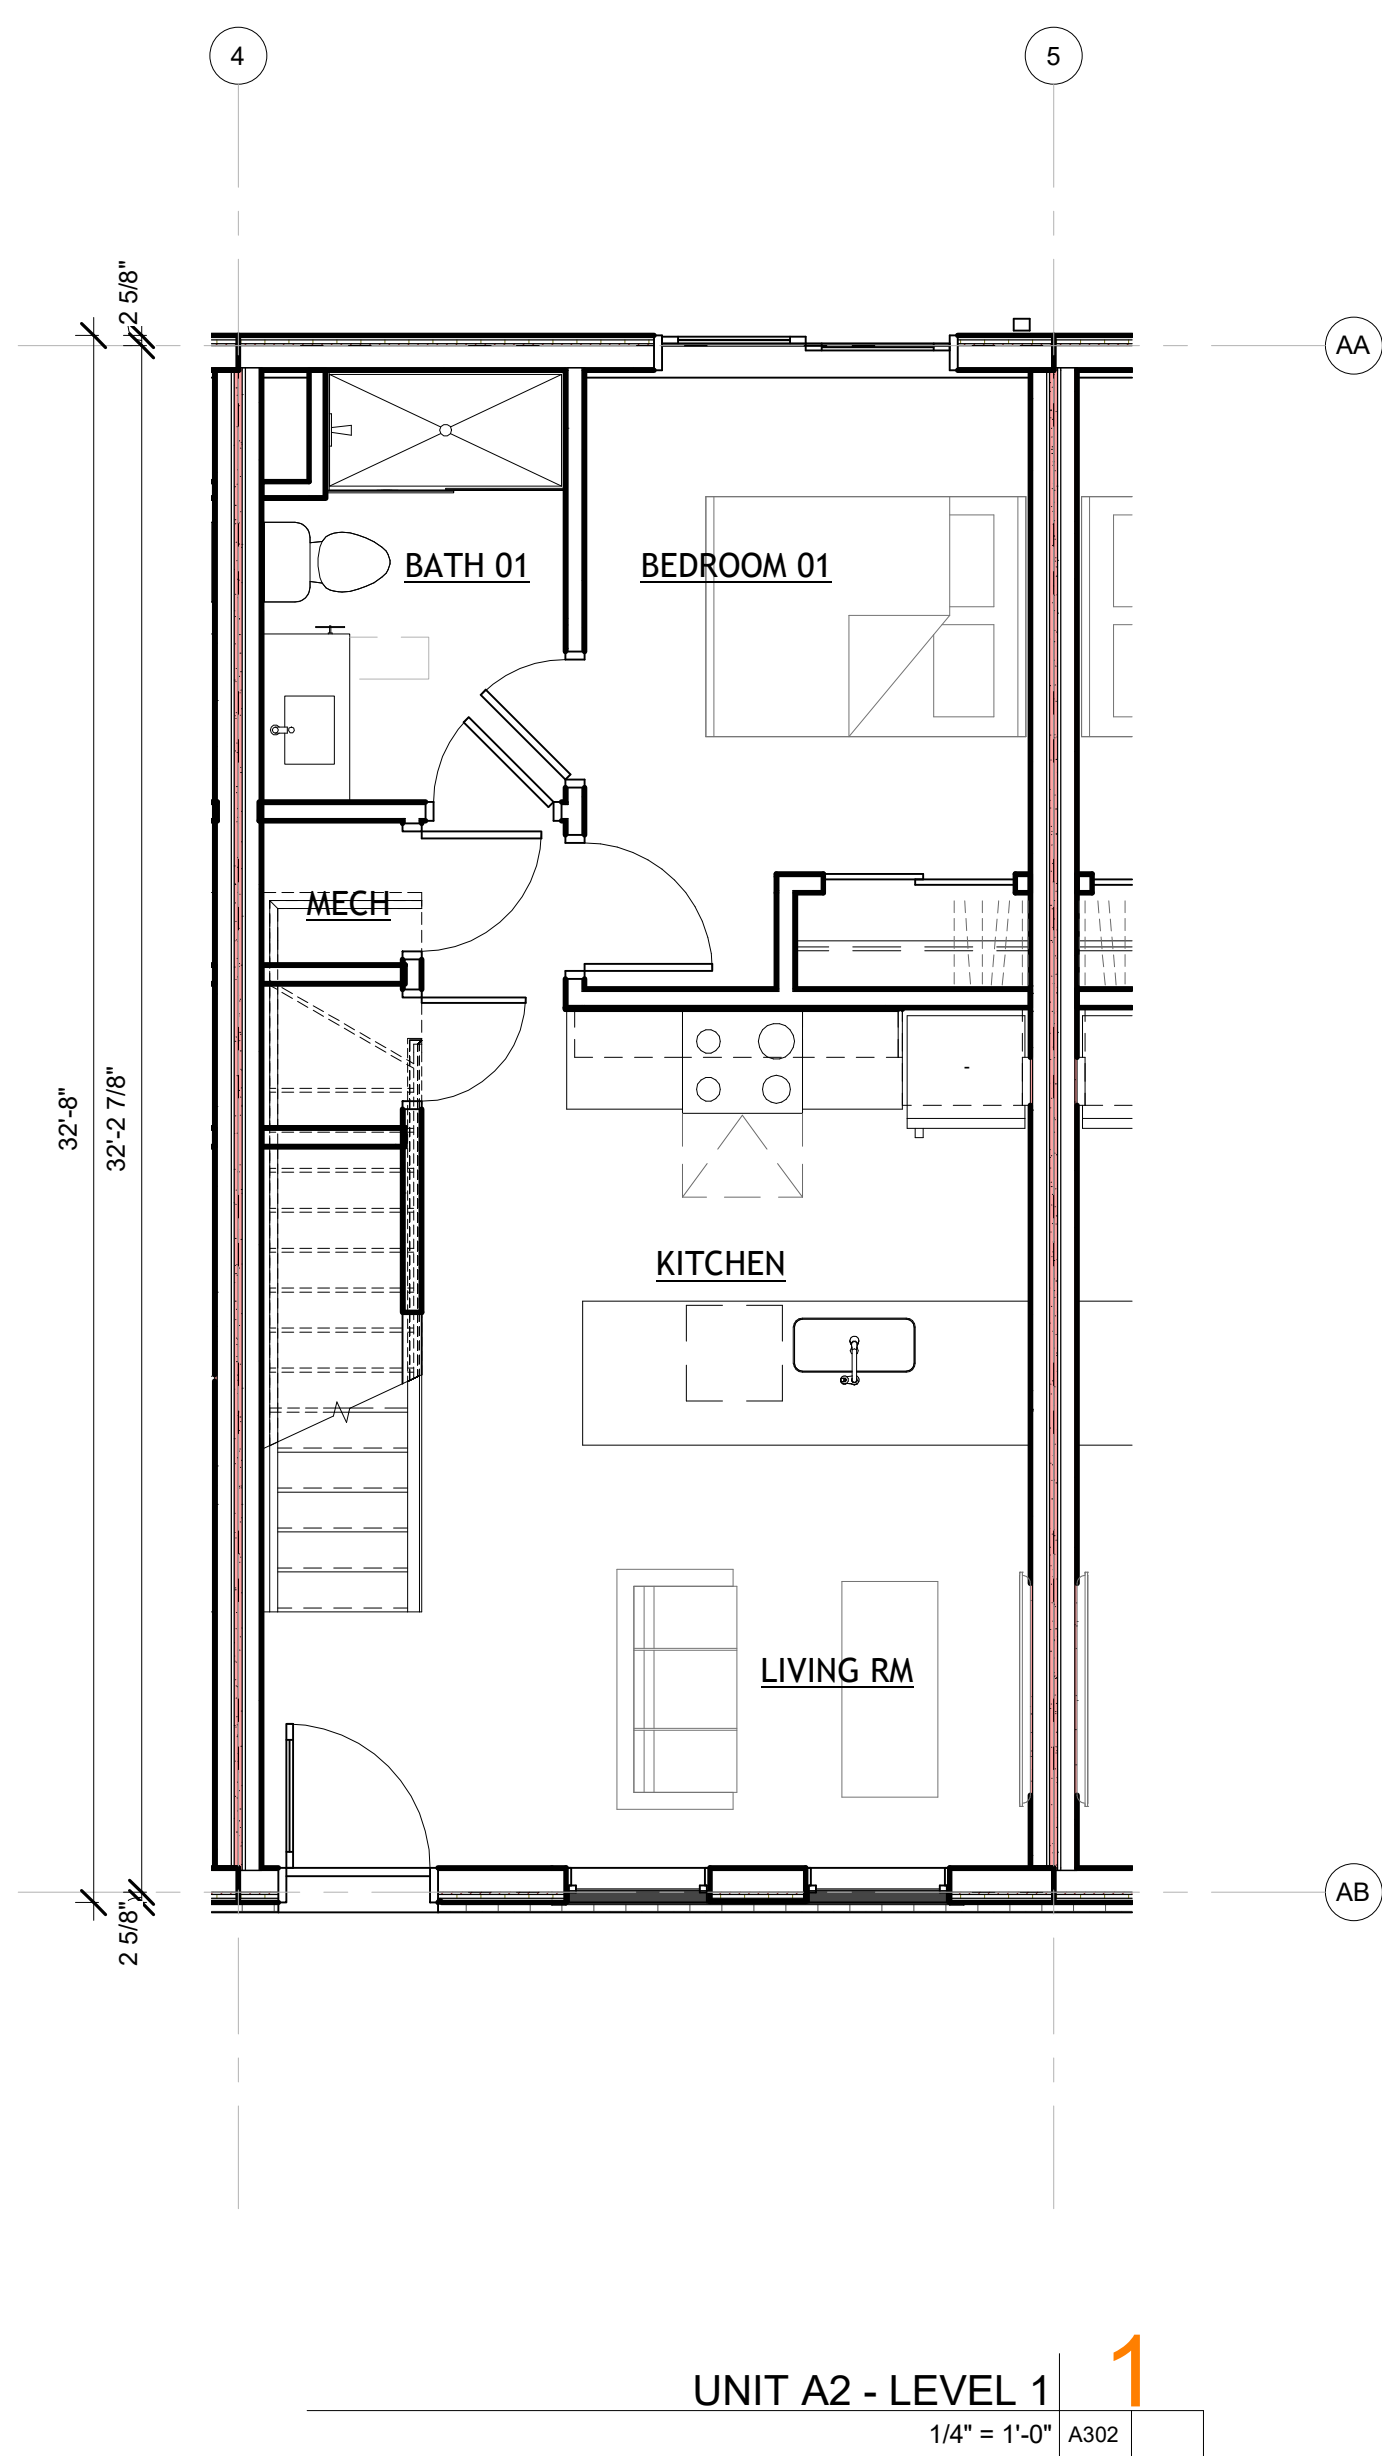 4
5
2 5/8"
AA
BATH 01
BEDROOM 01
MECH
32'-8"
32'-2 7/8"
KITCHEN
LIVING RM
AB
2 5/8"
UNIT A2 - LEVEL 1
1
1/4" = 1'-0"
A302